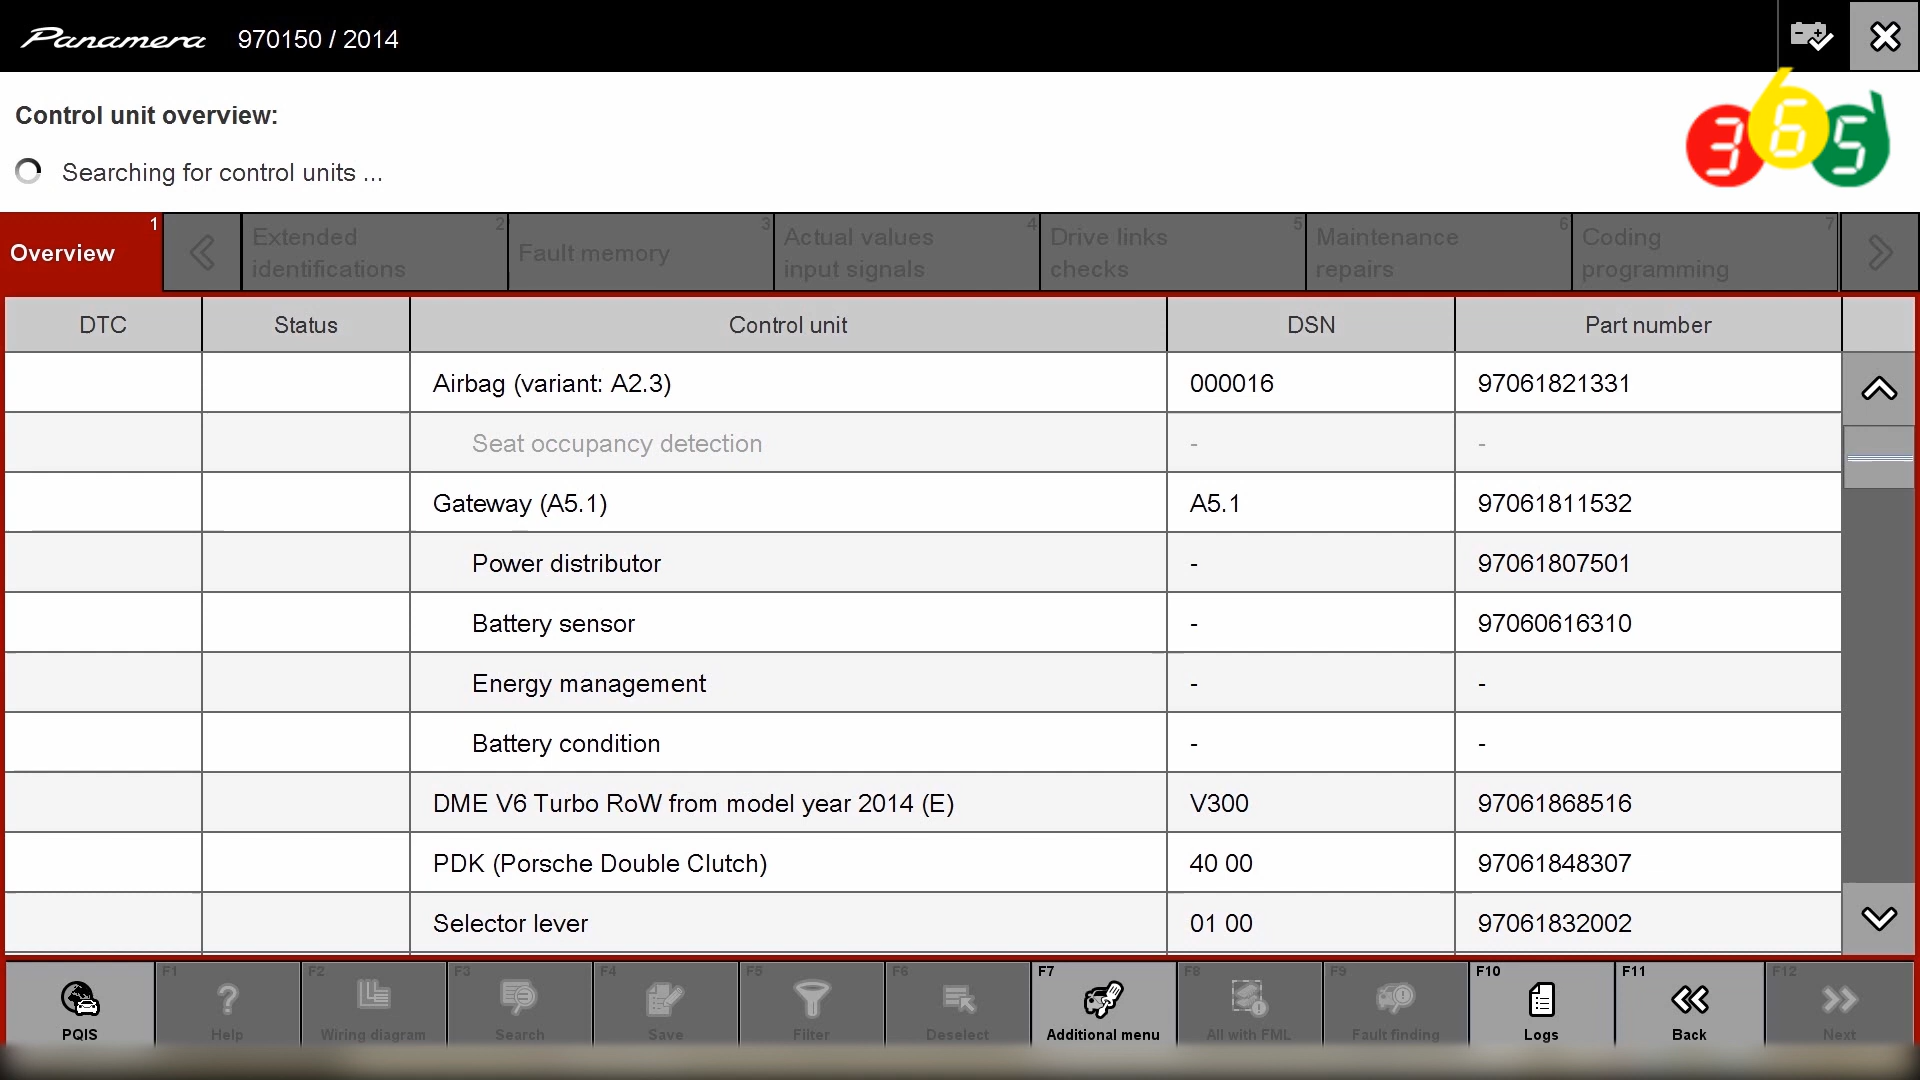 Panamera 970150 / 2014
Control unit overview:
Searching for control units ...
365
Overview 1
Extended identifications 2
Fault memory 3
Actual values input signals 4
Drive links checks 5
Maintenance repairs 6
Coding programming 7
DTC Status Control unit DSN Part number
Airbag (variant: A2.3) 000016 97061821331
Seat occupancy detection - -
Gateway (A5.1) A5.1 97061811532
Power distributor - 97061807501
Battery sensor - 97060616310
Energy management - -
Battery condition - -
DME V6 Turbo RoW from model year 2014 (E) V300 97061868516
PDK (Porsche Double Clutch) 40 00 97061848307
Selector lever 01 00 97061832002
PQIS
F1 Help
F2 Wiring diagram
F3 Search
F4 Save
F5 Filter
F6 Deselect
F7 Additional menu
F8 All with FML
F9 Fault finding
F10 Logs
F11 Back
F12 Next